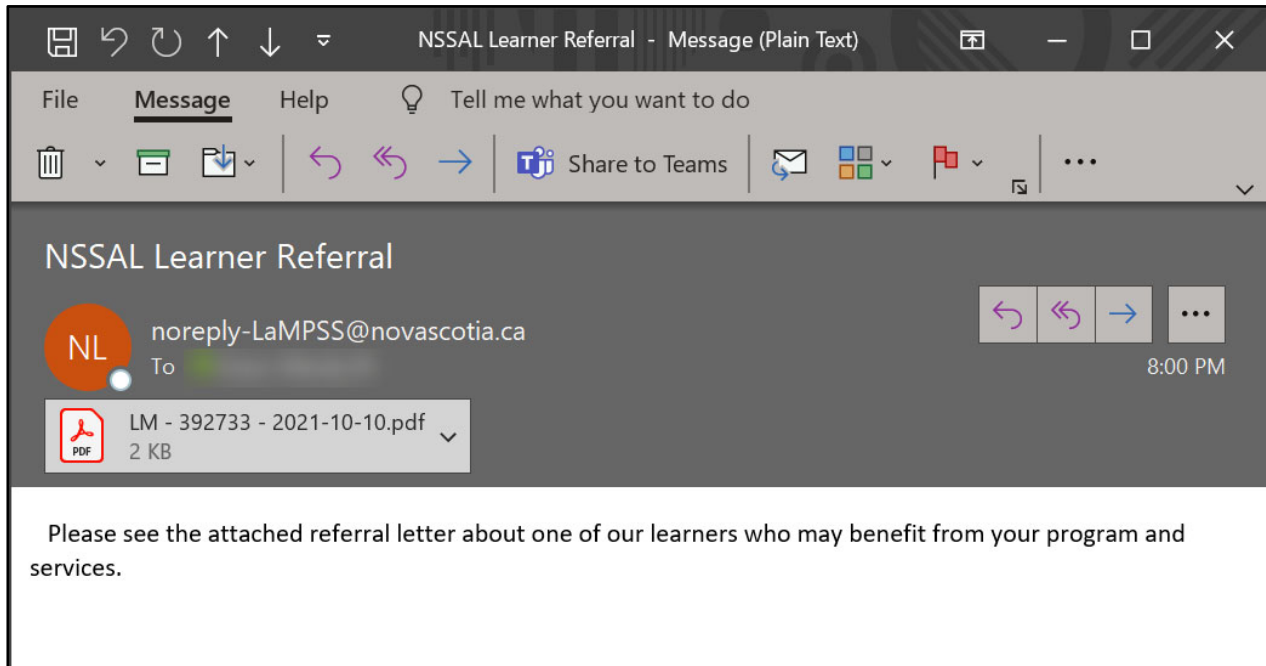 NSSAL Learner Referral - Message (Plain Text)
File Message Help Tell me what you want to do
Share to Teams
NSSAL Learner Referral
NL
noreply-LaMPSS@novascotia.ca
To
8:00 PM
LM - 392733 - 2021-10-10.pdf
PDF
2 KB
Please see the attached referral letter about one of our learners who may benefit from your program and
services.